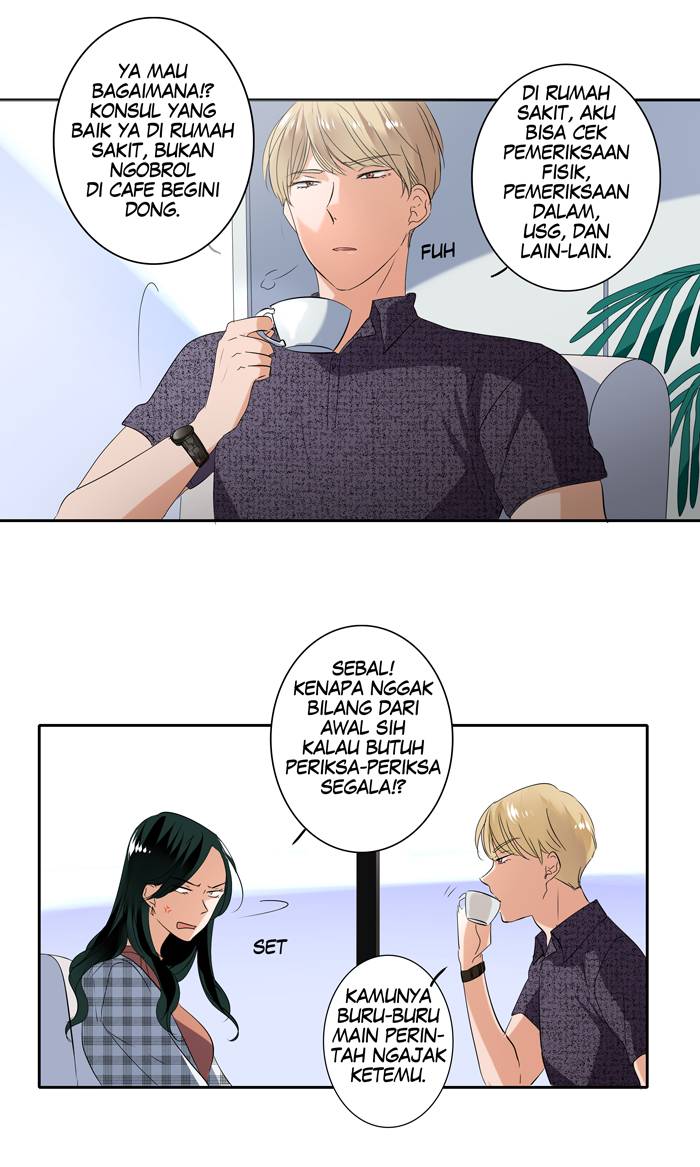 YA MAU
BAGAIMANA!?
KONSUL YANG
BAIK YA DI RUMAH
SAKIT, BUKAN
NGOBROL
DI CAFE BEGINI
DONG.
DI RUMAH
SAKIT, AKU
BISA CEK
PEMERIKSAAN
FISIK,
PEMERIKSAAN
DALAM,
USG, DAN
LAIN-LAIN.
FUH
SEBAL!
KENAPA NGGAK
BILANG DARI
AWAL SIH
KALAU BUTUH
PERIKSA-PERIKSA
SEGALA!?
SET
KAMUNYA
BURU-BURU
MAIN PERIN-
TAH NGAJAK
KETEMU.